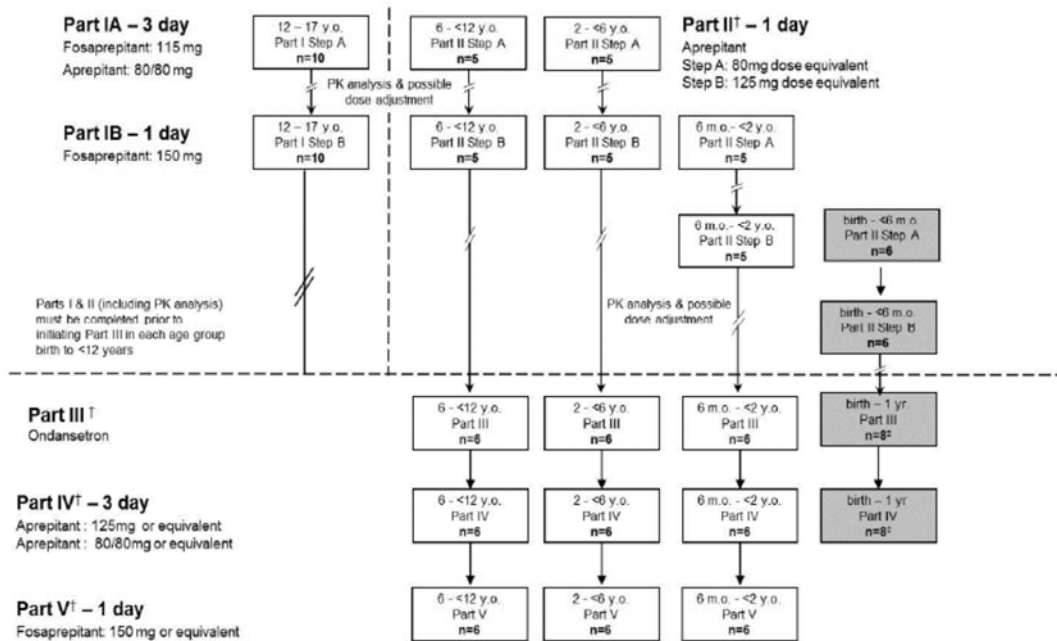 Part IA – 3 day
Fosaprepitant: 115 mg
Aprepitant: 80/80 mg
12 – 17 y.o.
Part I Step A
n=10
6 - <12 y.o.
Part II Step A
n=5
2 - <6 y.o.
Part II Step A
n=5
Part II† – 1 day
Aprepitant
Step A: 80mg dose equivalent
Step B: 125 mg dose equivalent
PK analysis & possible
dose adjustment
Part IB – 1 day
Fosaprepitant: 150 mg
12 – 17 y.o.
Part I Step B
n=10
6 - <12 y.o.
Part II Step B
n=5
2 - <6 y.o.
Part II Step B
n=5
6 m.o.- <2 y.o.
Part II Step A
n=5
6 m.o.- <2 y.o.
Part II Step B
n=5
birth - <6 m.o.
Part II Step A
n=6
Parts I & II (including PK analysis)
must be completed prior to
initiating Part III in each age group
birth to <12 years
PK analysis & possible
dose adjustment
birth - <6 m.o.
Part II Step B
n=6
Part III †
Ondansetron
6 - <12 y.o.
Part III
n=6
2 - <6 y.o.
Part III
n=6
6 m.o. - <2 y.o.
Part III
n=6
birth – 1 yr.
Part III
n=8‡
Part IV† – 3 day
Aprepitant : 125mg or equivalent
Aprepitant : 80/80mg or equivalent
6 - <12 y.o.
Part IV
n=6
2 - <6 y.o.
Part IV
n=6
6 m.o. - <2 y.o.
Part IV
n=6
birth – 1 yr
Part IV
n=8‡
Part V† – 1 day
Fosaprepitant: 150 mg or equivalent
6 - <12 y.o.
Part V
n=6
2 - <6 y.o.
Part V
n=6
6 m.o. - <2 y.o.
Part V
n=6